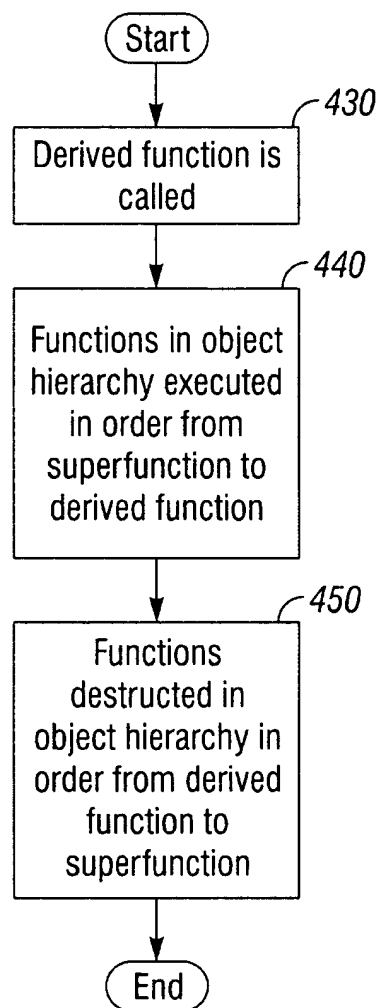 Start
430
Derived function is
called
440
Functions in object
hierarchy executed
in order from
superfunction to
derived function
450
Functions
destructed in
object hierarchy in
order from derived
function to
superfunction
End